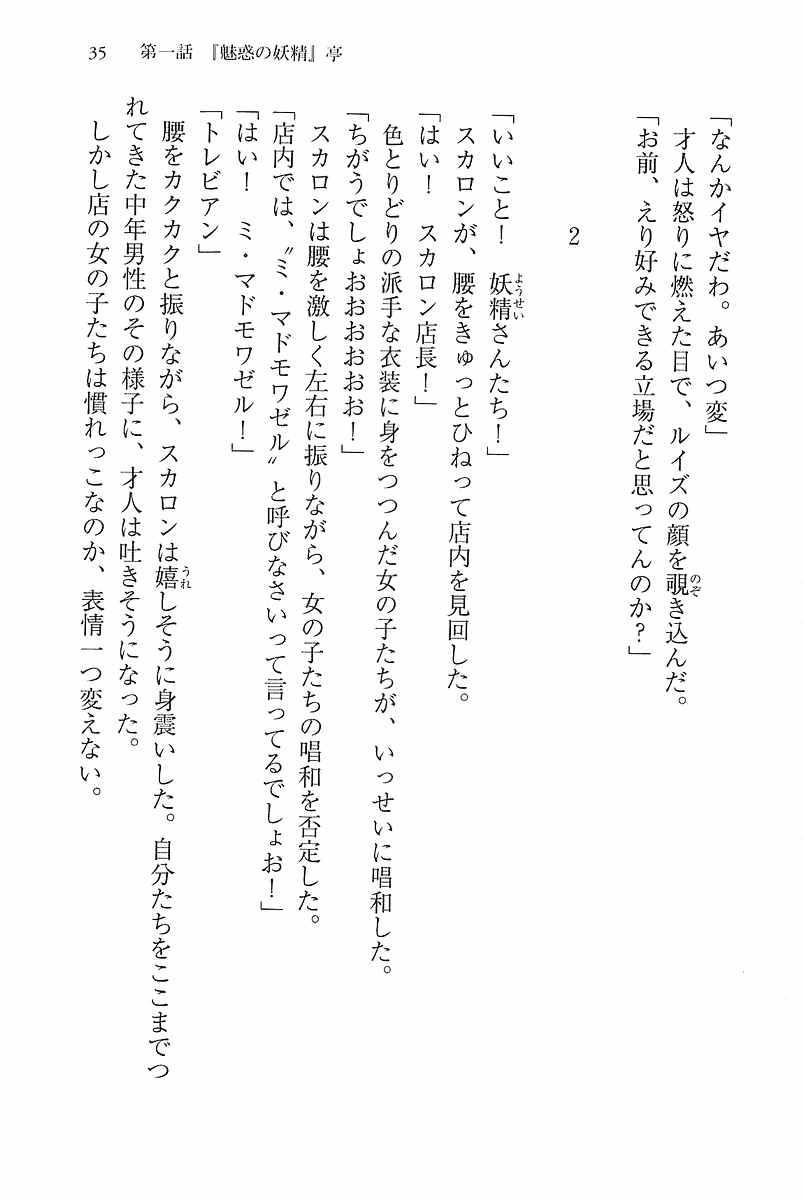 35　第一話　『魅惑の妖精』亭
「なんかイヤだわ。あいつ変」
　才人は怒りに燃えた目で、ルイズの顔を覗き込んだ。
「お前、えり好みできる立場だと思ってんのか？」
2
「いいこと！　妖精さんたち！」
　スカロンが、腰をきゅっとひねって店内を見回した。
「はい！　スカロン店長！」
　色とりどりの派手な衣装に身をつつんだ女の子たちが、いっせいに唱和した。
「ちがうでしょおおおおおお！」
　スカロンは腰を激しく左右に振りながら、女の子たちの唱和を否定した。
「店内では、〝ミ・マドモワゼル〟と呼びなさいって言ってるでしょお！」
「はい！　ミ・マドモワゼル！」
「トレビアン」
　腰をカクカクと振りながら、スカロンは嬉しそうに身震いした。自分たちをここまでつ
れてきた中年男性のその様子に、才人は吐きそうになった。
　しかし店の女の子たちは慣れっこなのか、表情一つ変えない。